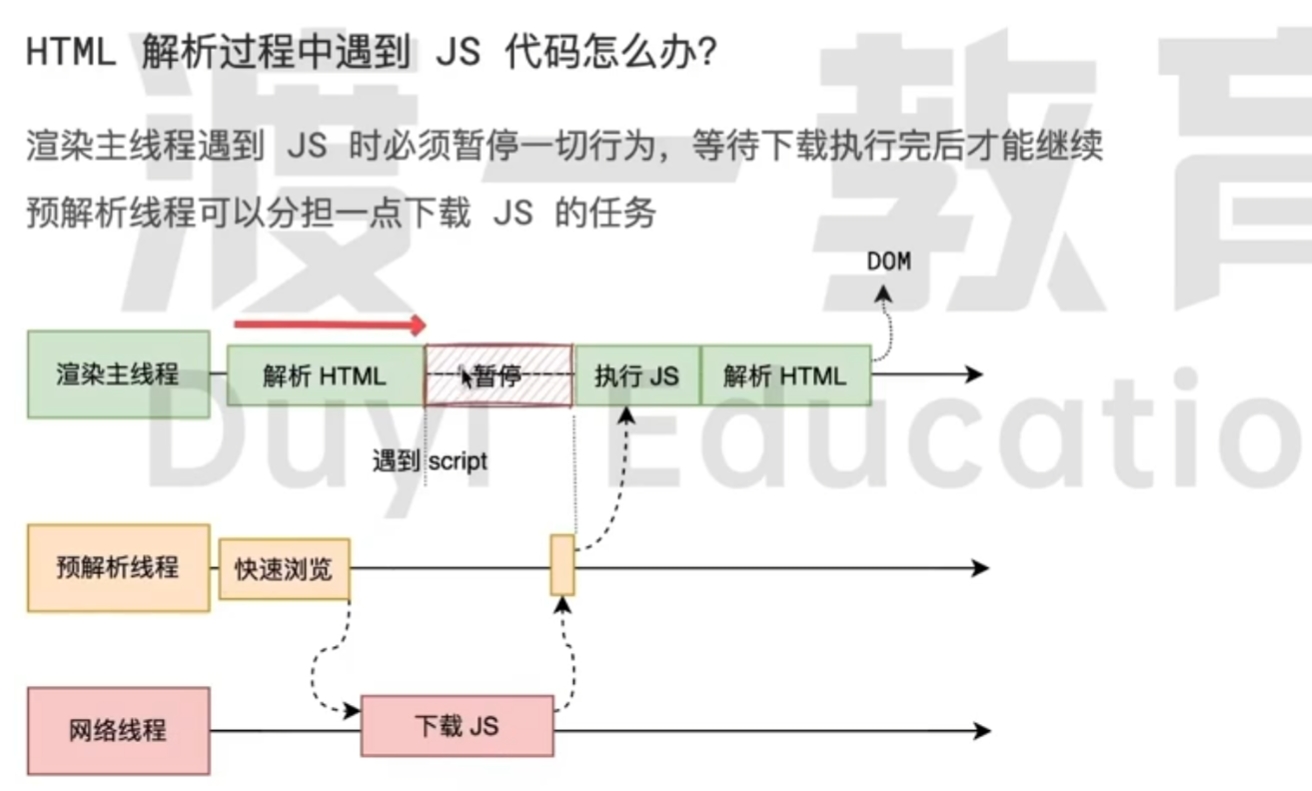 HTML 解析过程中遇到 JS 代码怎么办?
渲染主线程遇到 JS 时必须暂停一切行为，等待下载执行完后才能继续
预解析线程可以分担一点下载 JS 的任务
DOM
渲染主线程
解析 HTML
暂停
执行 JS
解析 HTML
遇到 script
预解析线程
快速浏览
网络线程
下载 JS
渡一教育
Duyi Educatio